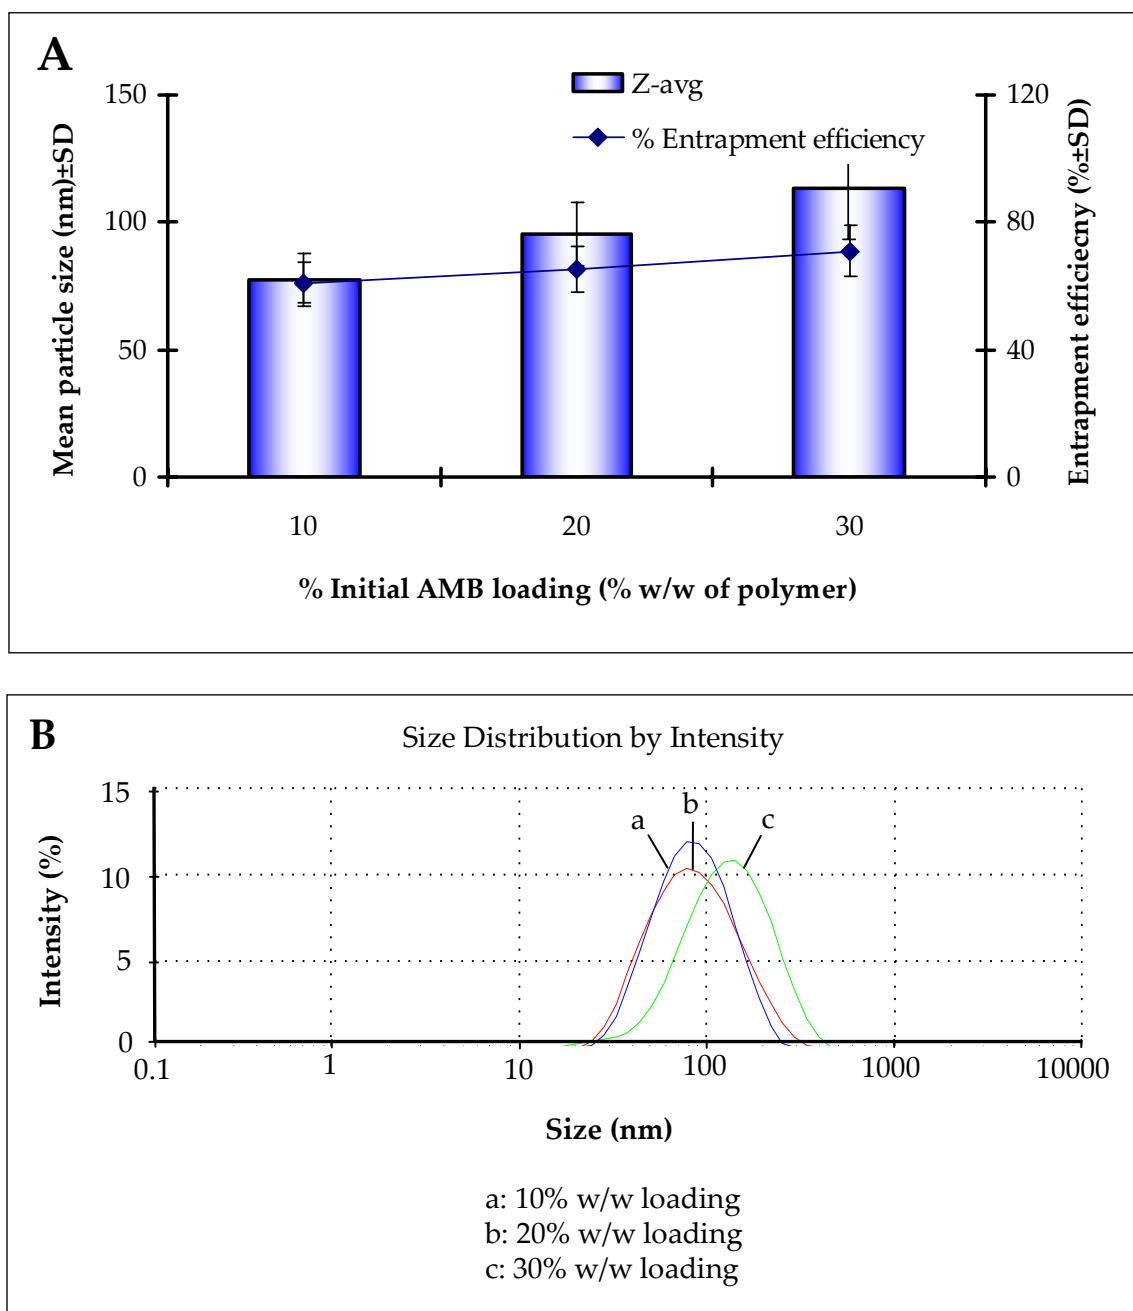 A
Z-avg
% Entrapment efficiency
Mean particle size (nm)±SD
150
100
50
0
120
80
40
0
Entrapment efficiecny (%±SD)
10 20 30
% Initial AMB loading (% w/w of polymer)
B
Size Distribution by Intensity
Intensity (%)
15
10
5
0
a b c
0.1 1 10 100 1000 10000
Size (nm)
a: 10% w/w loading
b: 20% w/w loading
c: 30% w/w loading